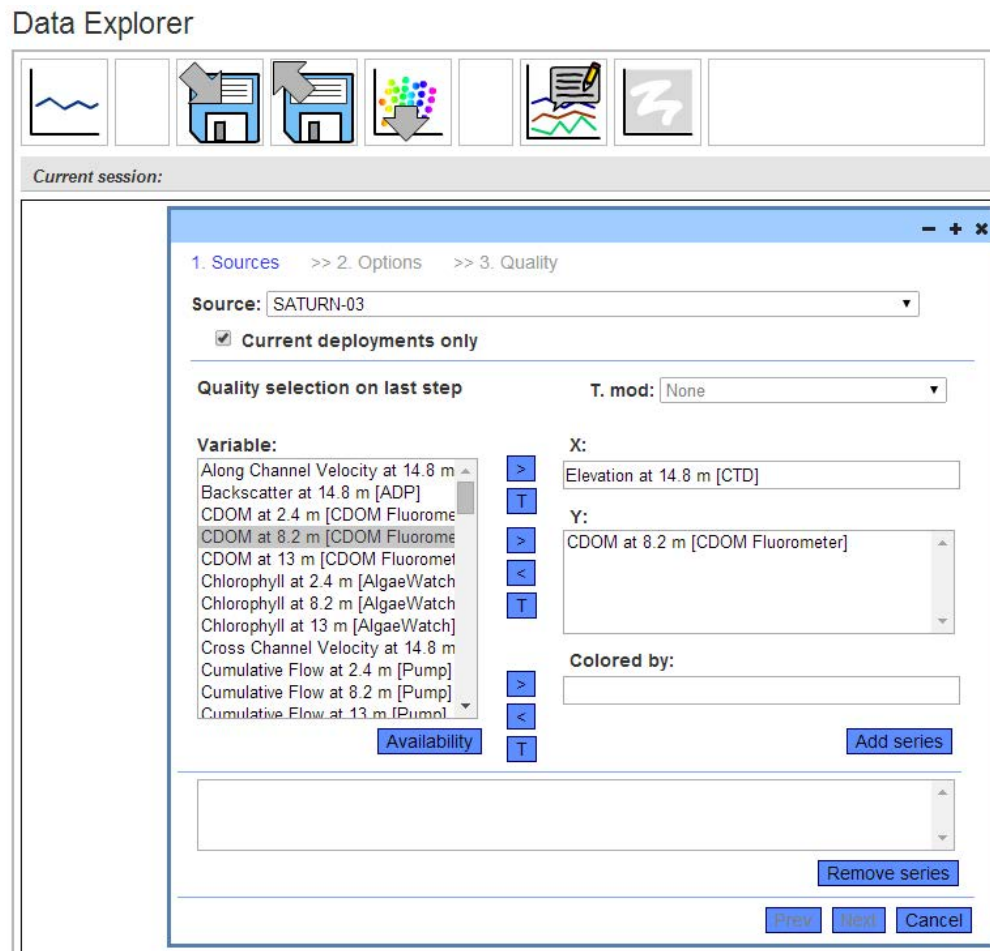 Data Explorer
Current session:
1. Sources >> 2. Options >> 3. Quality
Source: SATURN-03
Current deployments only
Quality selection on last step
T. mod: None
Variable:
Along Channel Velocity at 14.8 m
Backscatter at 14.8 m [ADP]
CDOM at 2.4 m [CDOM Fluorome
CDOM at 8.2 m [CDOM Fluorome
CDOM at 13 m [CDOM Fluoromet
Chlorophyll at 2.4 m [AlgaeWatch
Chlorophyll at 8.2 m [AlgaeWatch
Chlorophyll at 13 m [AlgaeWatch]
Cross Channel Velocity at 14.8 m
Cumulative Flow at 2.4 m [Pump]
Cumulative Flow at 8.2 m [Pump]
Cumulative Flow at 13 m [Pump]
Availability
>
T
>
<
T
>
<
T
X:
Elevation at 14.8 m [CTD]
Y:
CDOM at 8.2 m [CDOM Fluorometer]
Colored by:
Add series
Remove series
Prev Next Cancel